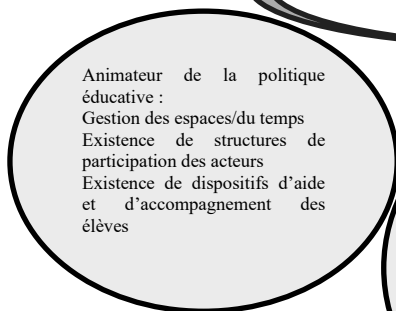 Animateur de la politique
éducative :
Gestion des espaces/du temps
Existence de structures de
participation des acteurs
Existence de dispositifs d’aide
et d’accompagnement des
élèves